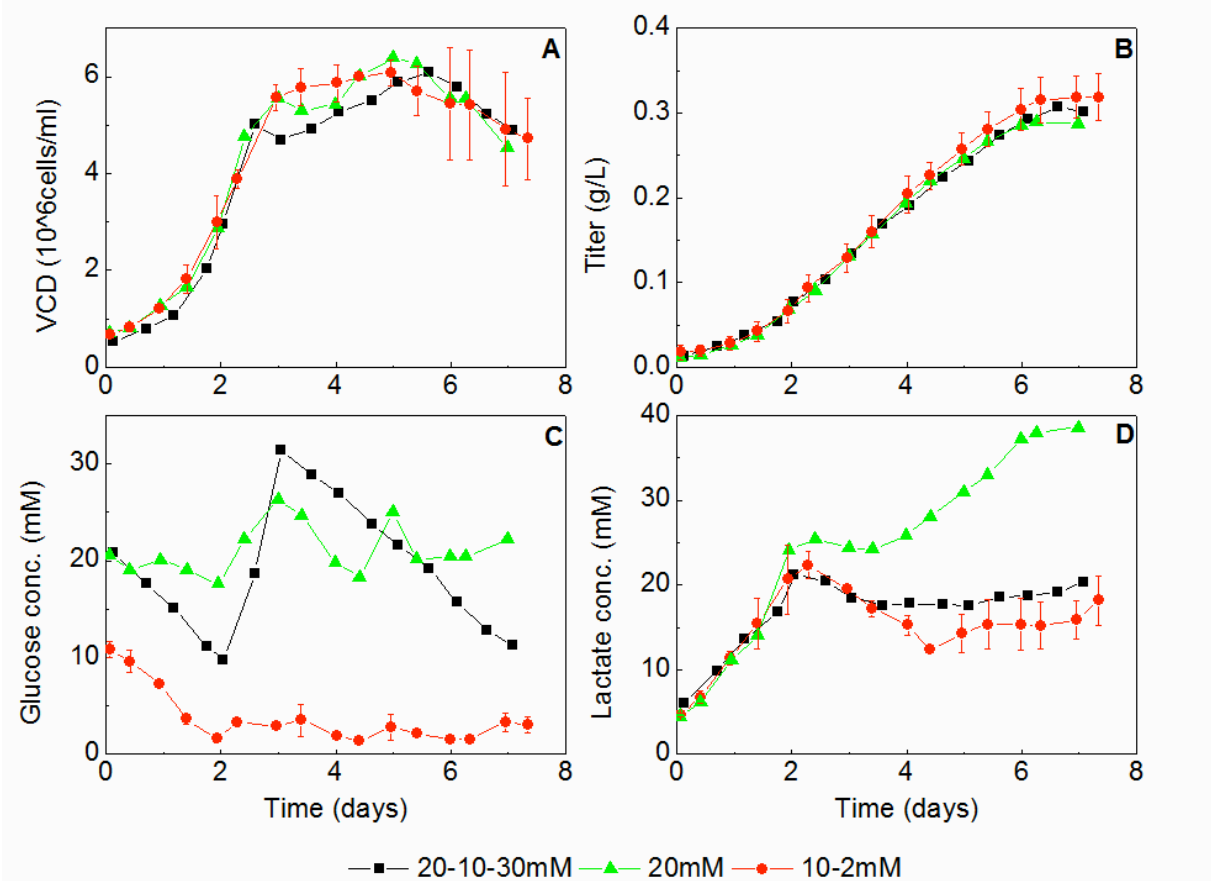 A
VCD (10^6cells/ml)
6
4
2
0
0 2 4 6 8
B
Titer (g/L)
0.4
0.3
0.2
0.1
0.0
0 2 4 6 8
C
Glucose conc. (mM)
30
20
10
0
0 2 4 6 8
Time (days)
D
Lactate conc. (mM)
40
30
20
10
0
0 2 4 6 8
Time (days)
20-10-30mM 20mM 10-2mM